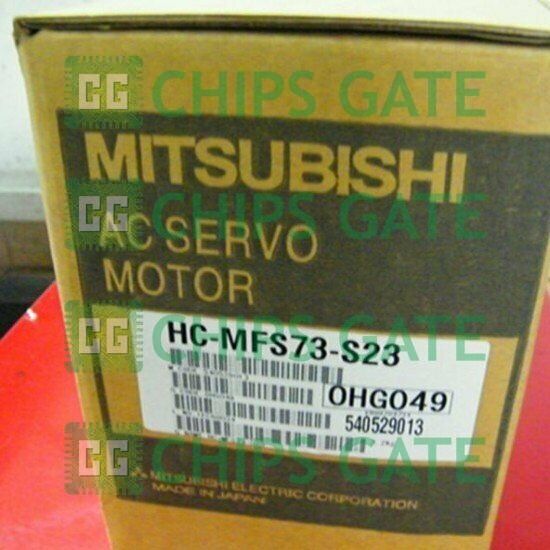 CG CHIPS GATE
MITSUBISHI
CG CHIPS GATE
AC SERVO
MOTOR
HC-MFS73-S23
CG CHIPS GATE
0HG049
540529013
CG CHIPS GATE
MITSUBISHI ELECTRIC CORPORATION
MADE IN JAPAN